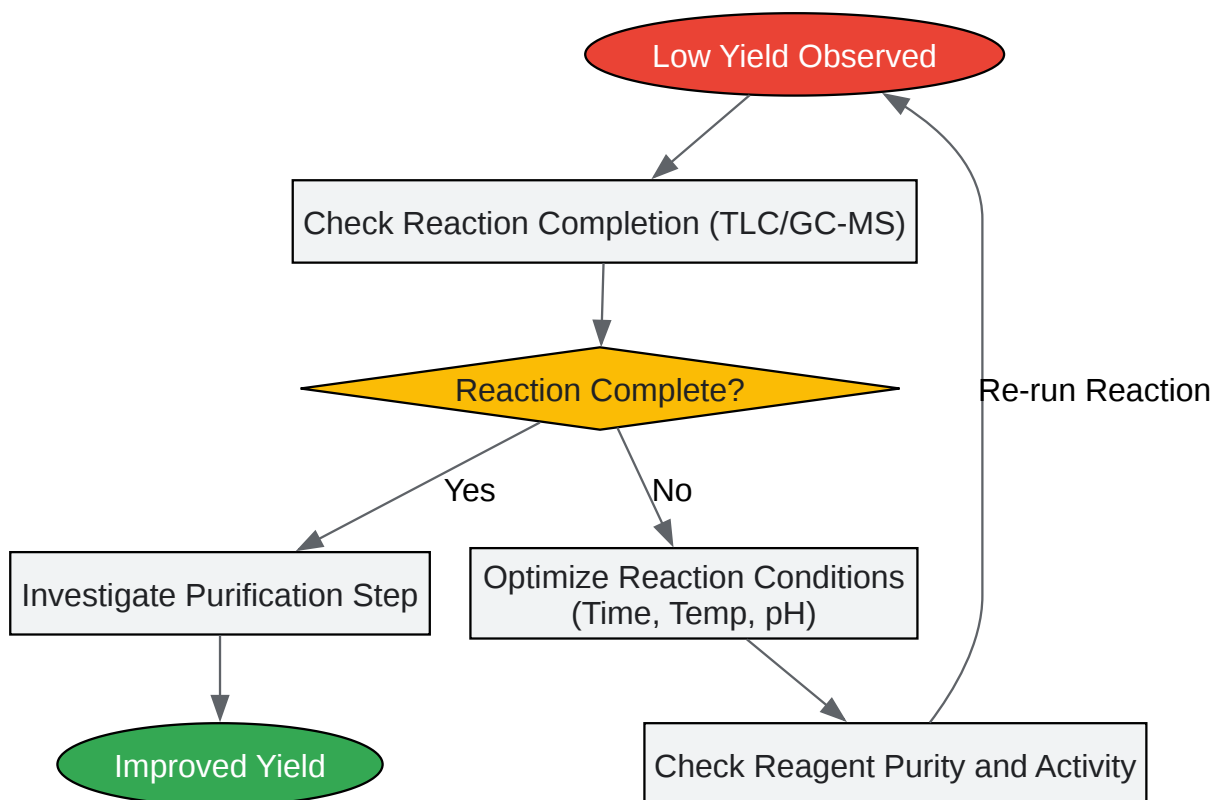 Low Yield Observed
Check Reaction Completion (TLC/GC-MS)
Reaction Complete?
Re-run Reaction
Yes
No
Investigate Purification Step
Optimize Reaction Conditions
(Time, Temp, pH)
Improved Yield
Check Reagent Purity and Activity